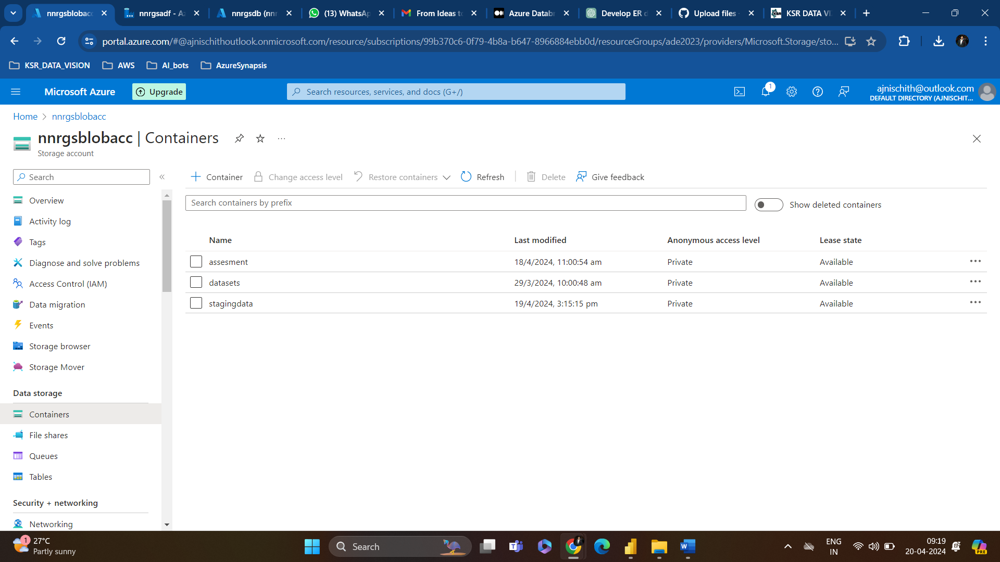 nnrgsblobacc
nnrgsadf - Az
nnrgsdb (nnr
(13) WhatsAp
From Ideas to
Azure Datab
Develop ER d
Upload files ·
KSR DATA VI
portal.azure.com/#@ajnischithoutlook.onmicrosoft.com/resource/subscriptions/99b370c6-0f79-4b8a-b647-8966884ebb0d/resourceGroups/ade2023/providers/Microsoft.Storage/sto...
KSR_DATA_VISION
AWS
AI_bots
AzureSynapsis
Microsoft Azure
Upgrade
Search resources, services, and docs (G+/)
1
ajnischith@outlook.com
DEFAULT DIRECTORY (AJNISCHIT...
Home > nnrgsblobacc
nnrgsblobacc | Containers
Storage account
Search
Container
Change access level
Restore containers
Refresh
Delete
Give feedback
Search containers by prefix
Show deleted containers
Overview
Activity log
Tags
Diagnose and solve problems
Access Control (IAM)
Data migration
Events
Storage browser
Storage Mover
Data storage
Containers
File shares
Queues
Tables
Security + networking
Networking
Name Last modified Anonymous access level Lease state
assesment 18/4/2024, 11:00:54 am Private Available
datasets 29/3/2024, 10:00:48 am Private Available
stagingdata 19/4/2024, 3:15:15 pm Private Available
1
27°C
Partly sunny
Search
ENG
IN
09:19
20-04-2024
PRE